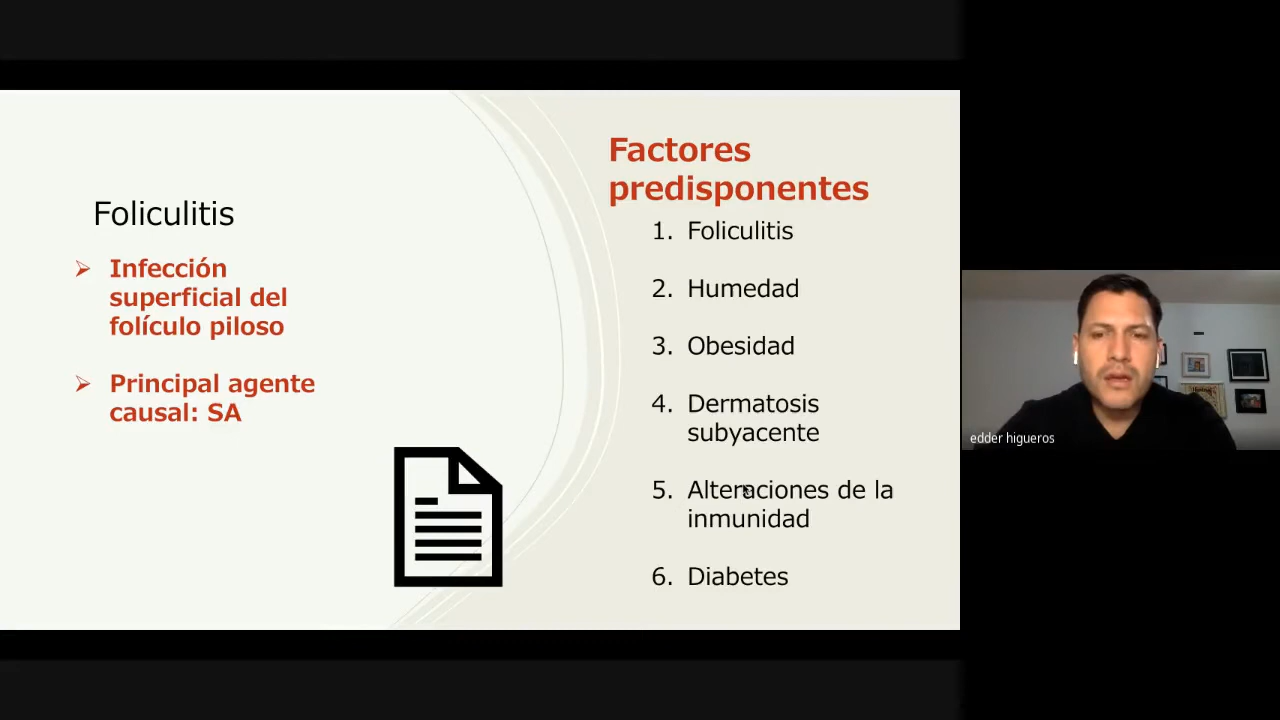 Foliculitis
Infección
superficial del
folículo piloso
Principal agente
causal: SA
Factores
predisponentes
1. Foliculitis
2. Humedad
3. Obesidad
4. Dermatosis
subyacente
5. Alteraciones de la
inmunidad
6. Diabetes
edder higueros